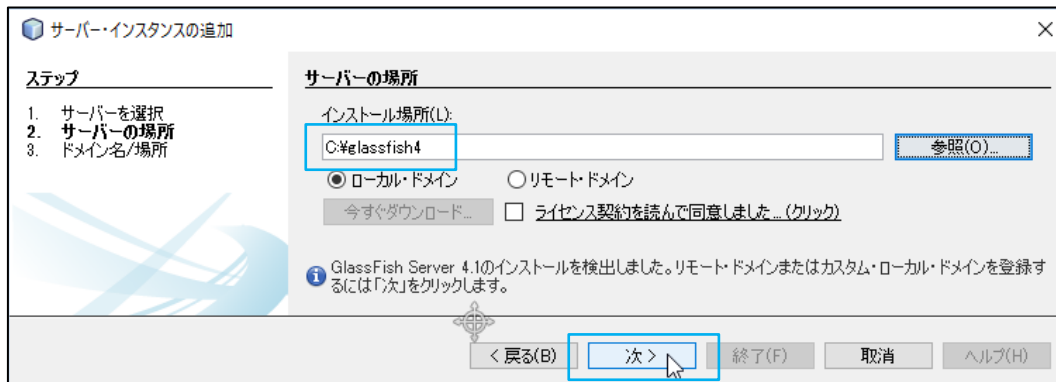 サーバー・インスタンスの追加
ステップ
1. サーバーを選択
2. サーバーの場所
3. ドメイン名/場所
サーバーの場所
インストール場所(L):
C:¥glassfish4
参照(O)...
ローカル・ドメイン
リモート・ドメイン
今すぐダウンロード...
ライセンス契約を読んで同意しました...(クリック)
GlassFish Server 4.1のインストールを検出しました。リモート・ドメインまたはカスタム・ローカル・ドメインを登録す
るには「次」をクリックします。
< 戻る(B)
次 >
終了(F)
取消
ヘルプ(H)